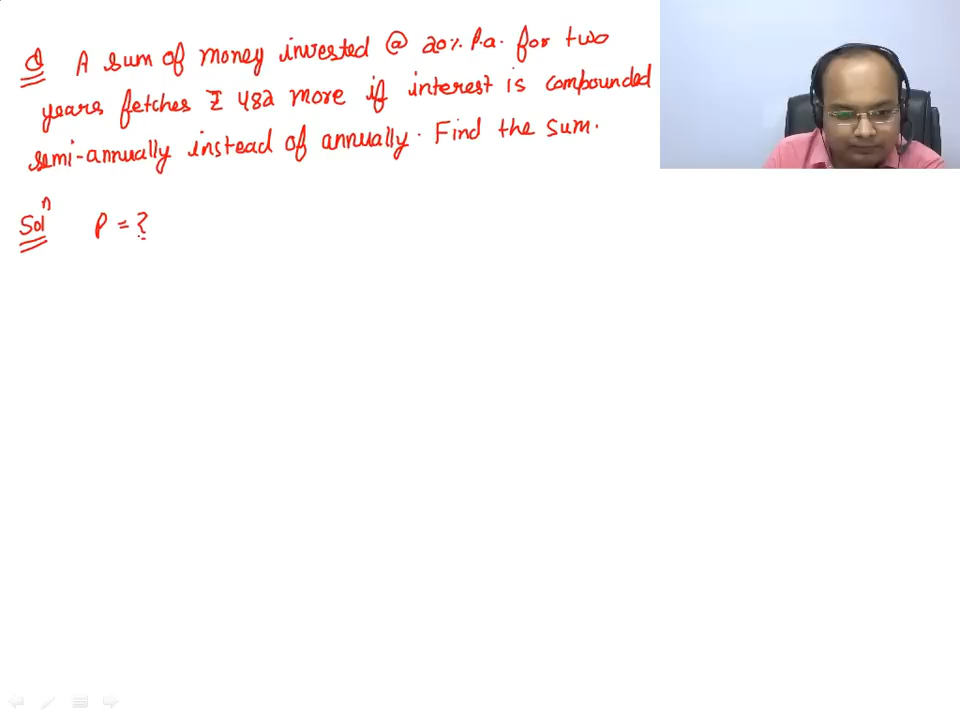 Q A sum of money invested @ 20% P.a. for two
years fetches ₹ 482 more if interest is compounded
semi-annually instead of annually. Find the sum.
Solⁿ P = ?